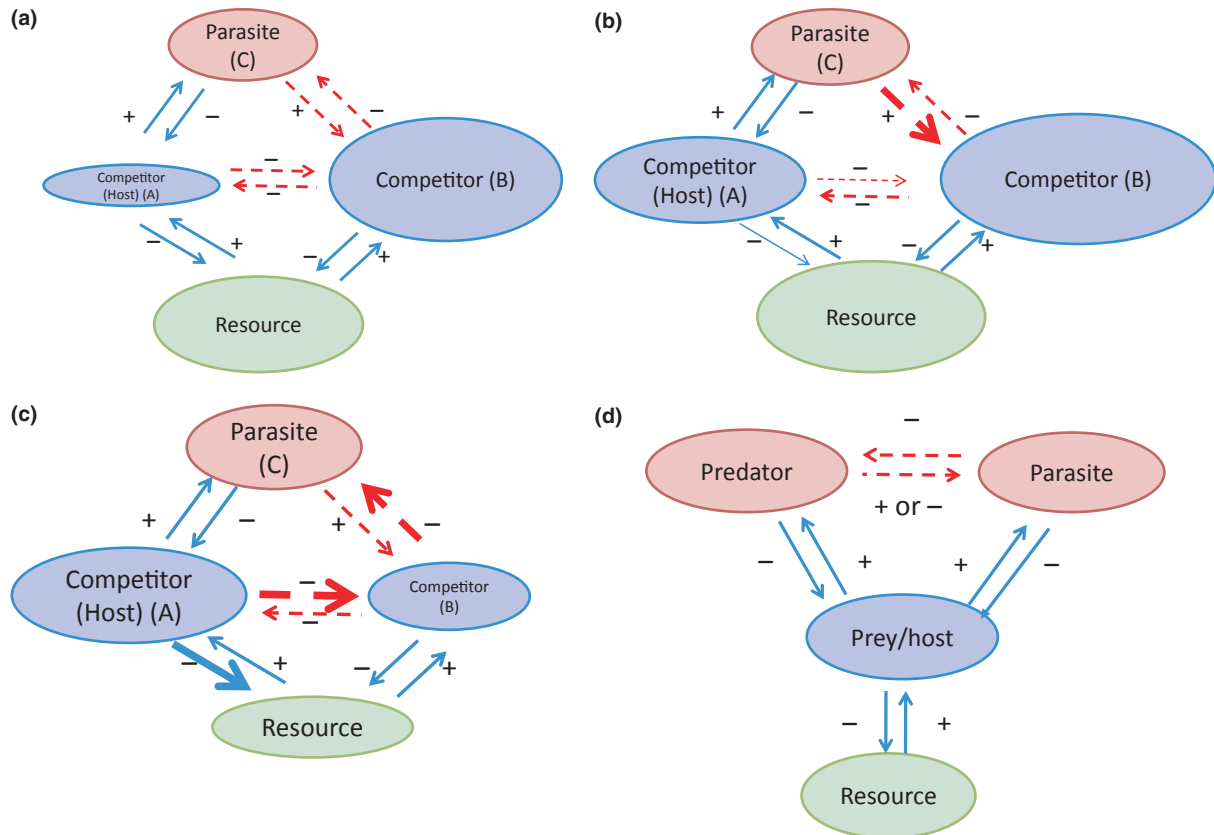 (a)
Parasite
(C)
+
−
+
−
Competitor
(Host) (A)
−
−
Competitor (B)
−
+
−
+
Resource
(b)
Parasite
(C)
+
−
+
−
Competitor
(Host) (A)
−
−
Competitor (B)
−
+
−
+
Resource
(c)
Parasite
(C)
+
−
+
−
Competitor
(Host) (A)
−
−
Competitor
(B)
−
+
−
+
Resource
(d)
−
Predator
Parasite
+ or −
−
+
+
−
Prey/host
−
+
Resource